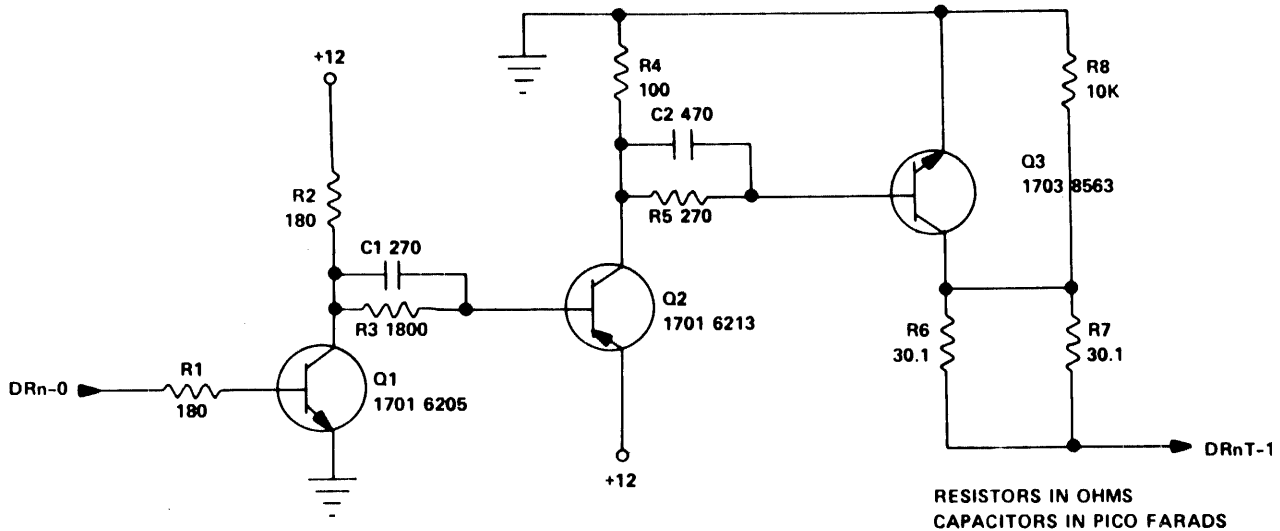 +12
R4
100
R8
10K
C2 470
Q3
1703 8563
R2
180
R5 270
C1 270
Q2
1701 6213
R3 1800
R6
30.1
R7
30.1
DRn-0
R1
180
Q1
1701 6205
DRnT-1
+12
RESISTORS IN OHMS
CAPACITORS IN PICO FARADS